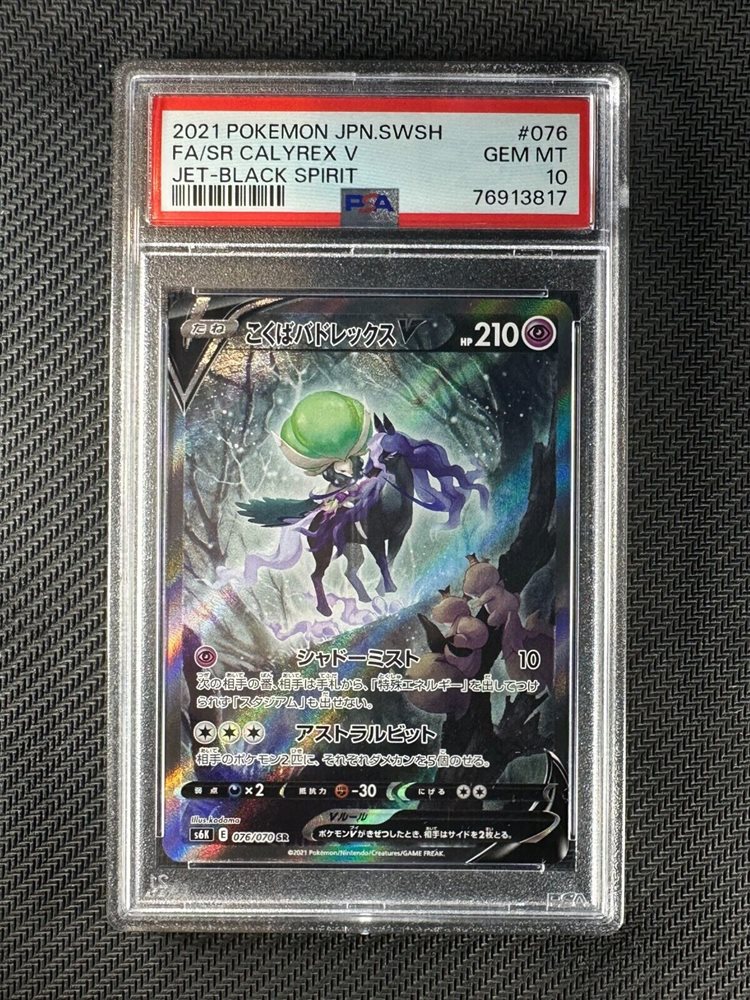 2021 POKEMON JPN.SWSH #076
FA/SR CALYREX V GEM MT
JET-BLACK SPIRIT 10
PSA 76913817
たね こくばバドレックスV HP 210
シャドーミスト 10
次の相手の番、相手は手札から、「特殊エネルギー」を出してつけ
られず「スタジアム」も出せない。
アストラルビット
相手のポケモン2匹に、それぞれダメカンを5個のせる。
弱点 ×2 抵抗力 -30 にげる
Illus. kodama
Vルール
s6K E 076/070 SR ポケモンVがきぜつしたとき、相手はサイドを2枚とる。
©2021 Pokémon/Nintendo/Creatures/GAME FREAK.
PSA